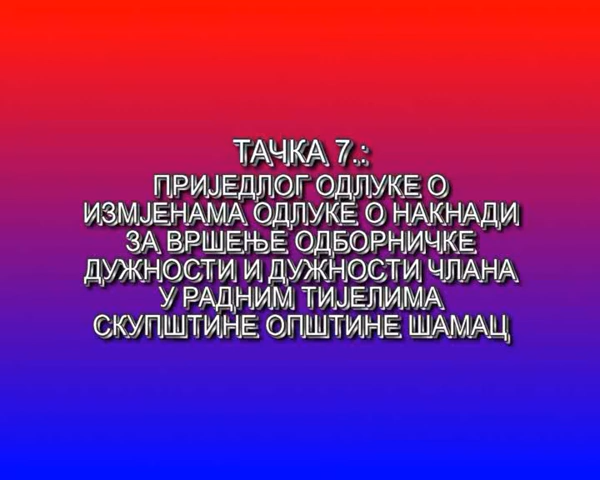 ТАЧКА 7.:
ПРИЈЕДЛОГ ОДЛУКЕ О
ИЗМЈЕНАМА ОДЛУКЕ О НАКНАДИ
ЗА ВРШЕЊЕ ОДБОРНИЧКЕ
ДУЖНОСТИ И ДУЖНОСТИ ЧЛАНА
У РАДНИМ ТИЈЕЛИМА
СКУПШТИНЕ ОПШТИНЕ ШАМАЦ